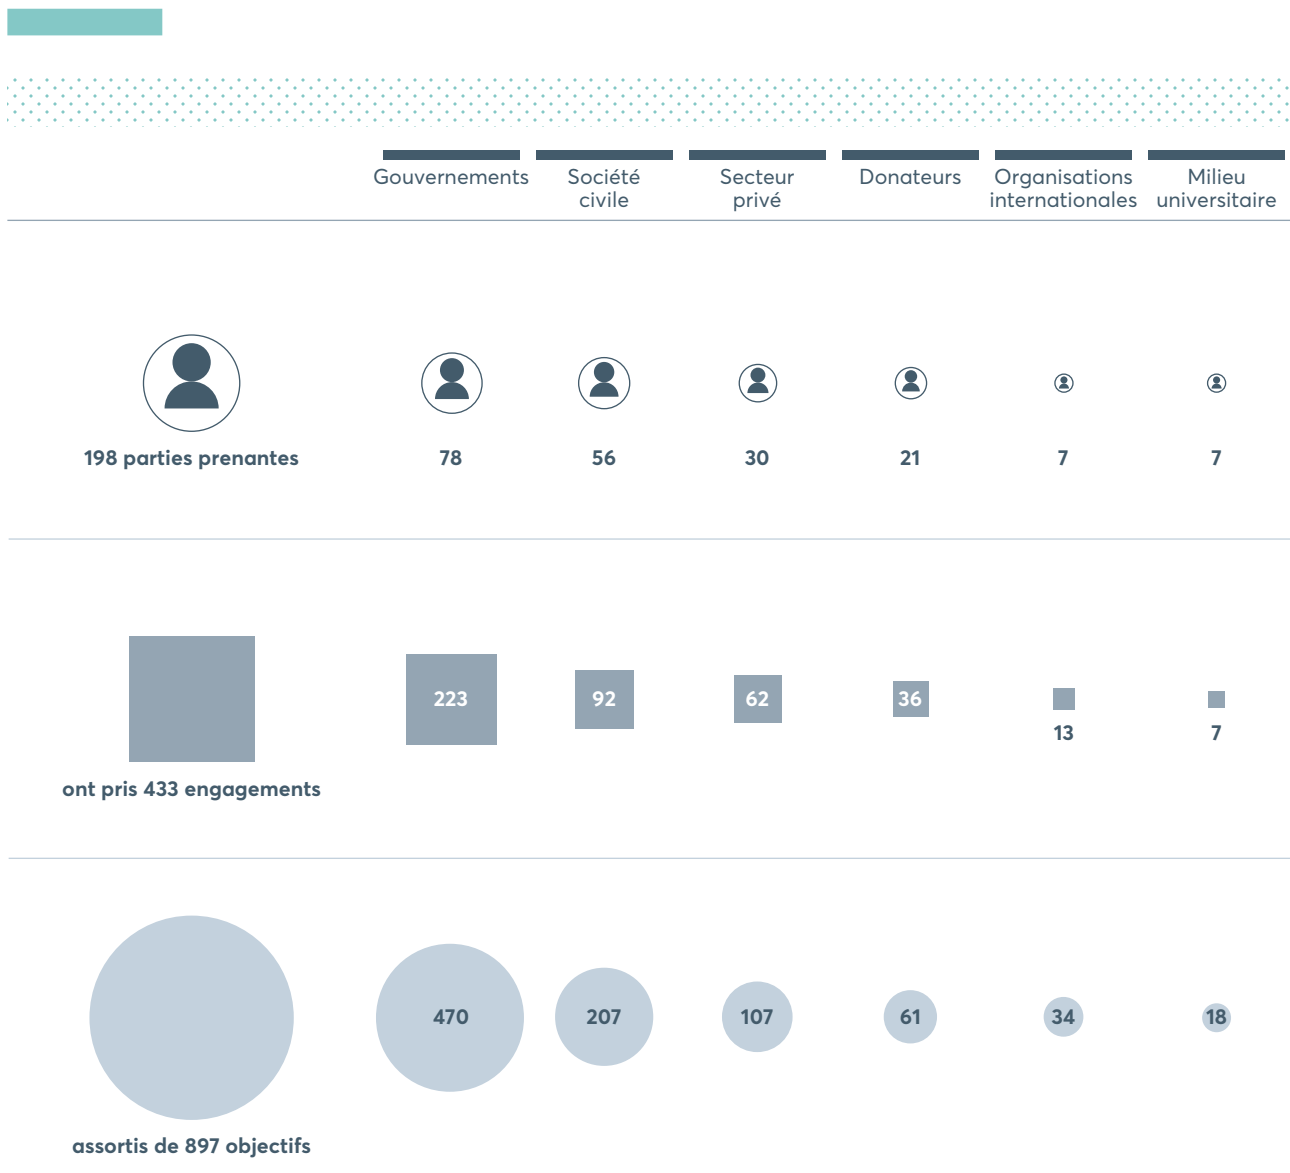 Gouvernements
Société
civile
Secteur
privé
Donateurs
Organisations
internationales
Milieu
universitaire
198 parties prenantes
78
56
30
21
7
7
223
92
62
36
13
7
ont pris 433 engagements
470
207
107
61
34
18
assortis de 897 objectifs